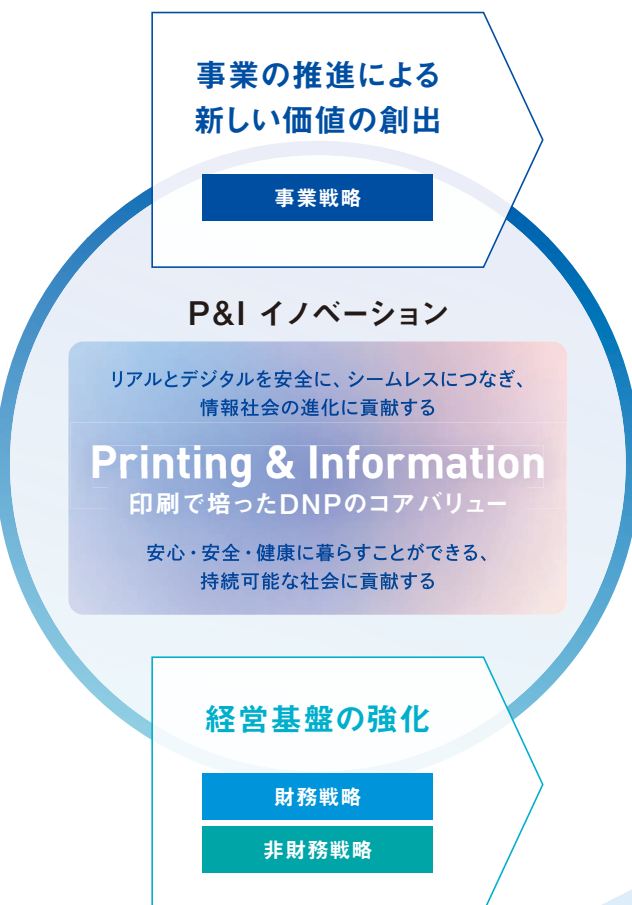 事業の推進による
新しい価値の創出
事業戦略
P&I イノベーション
リアルとデジタルを安全に、シームレスにつなぎ、
情報社会の進化に貢献する
Printing & Information
印刷で培ったDNPのコアバリュー
安心・安全・健康に暮らすことができる、
持続可能な社会に貢献する
経営基盤の強化
財務戦略
非財務戦略